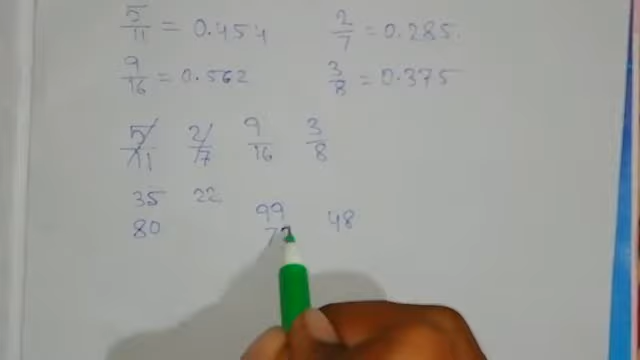 5/11 = 0.454 2/7 = 0.285.
9/16 = 0.562 3/8 = 0.375
5/11 2/7 9/16 3/8
35 22
99
80 48